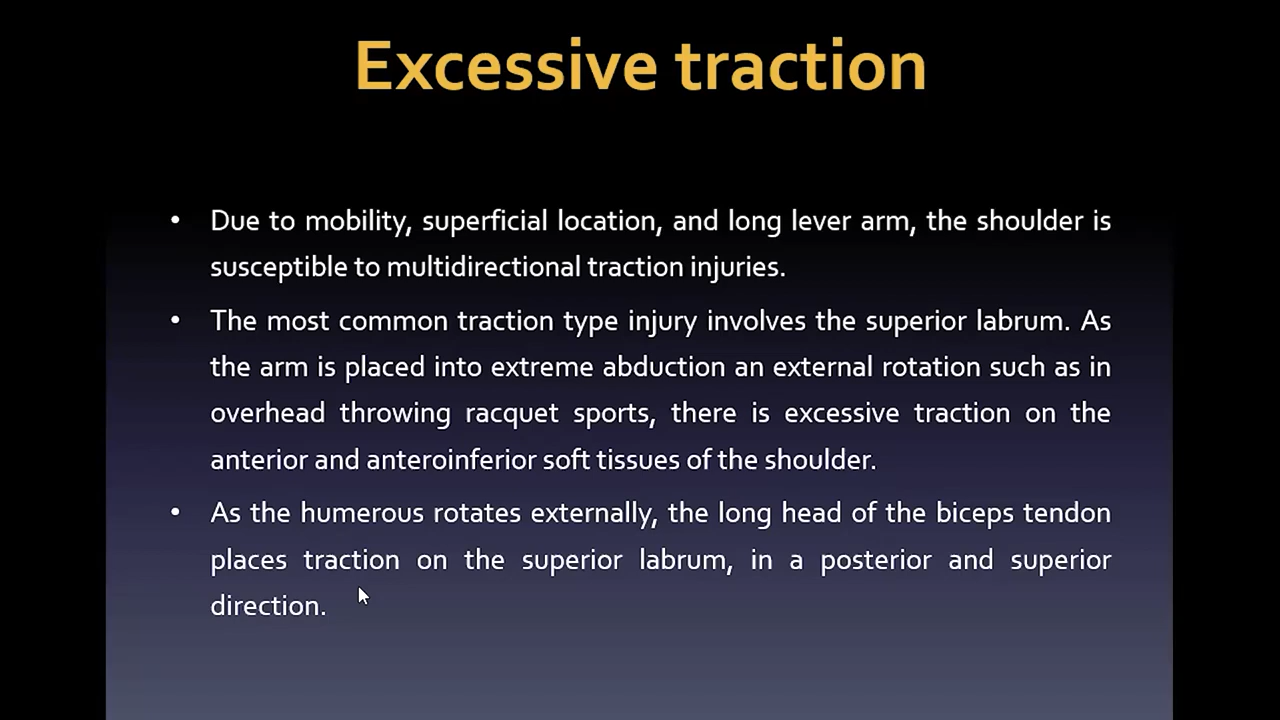 Excessive traction
• Due to mobility, superficial location, and long lever arm, the shoulder is
susceptible to multidirectional traction injuries.
• The most common traction type injury involves the superior labrum. As
the arm is placed into extreme abduction an external rotation such as in
overhead throwing racquet sports, there is excessive traction on the
anterior and anteroinferior soft tissues of the shoulder.
• As the humerous rotates externally, the long head of the biceps tendon
places traction on the superior labrum, in a posterior and superior
direction.